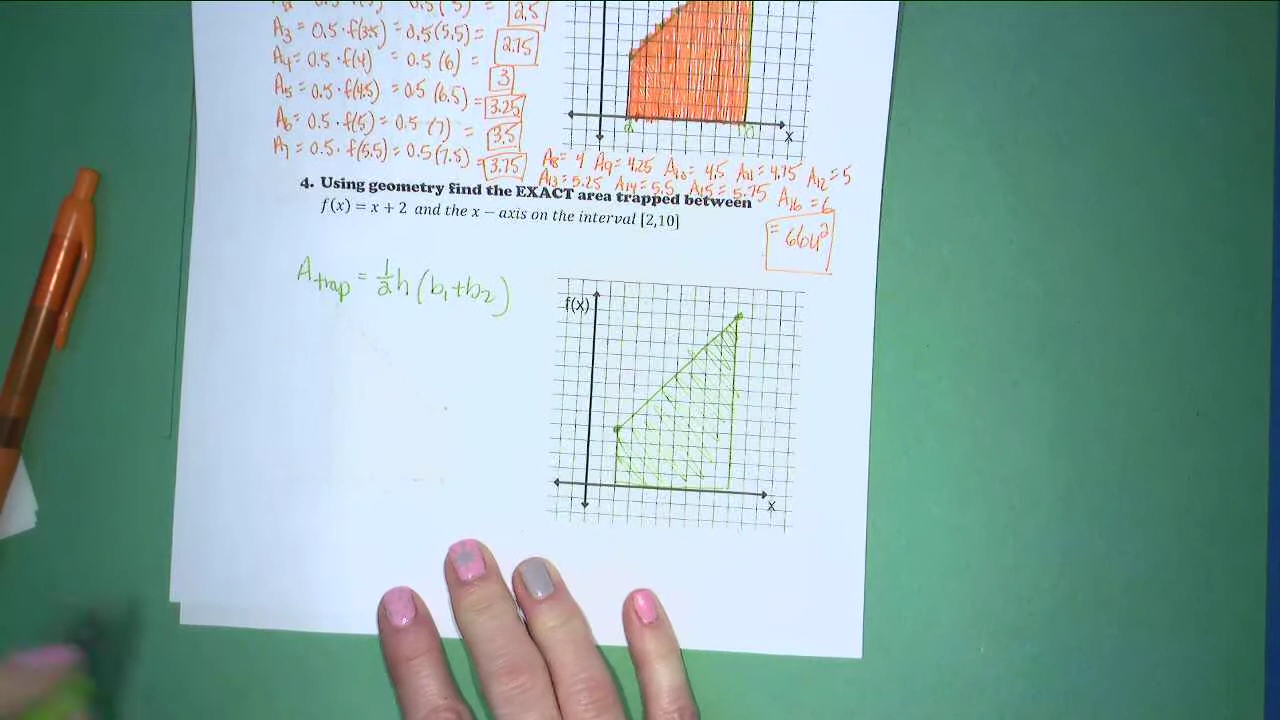 2.5
A3 = 0.5 · f(3.5) = 0.5(5.5) = 2.75
A4 = 0.5 · f(4) = 0.5(6) = 3
A5 = 0.5 · f(4.5) = 0.5(6.5) = 3.25
A6 = 0.5 · f(5) = 0.5(7) = 3.5
A7 = 0.5 · f(5.5) = 0.5(7.5) = 3.75
x
A8 = 4 A9 = 4.25 A10 = 4.5 A11 = 4.75 A12 = 5
A13 = 5.25 A14 = 5.5 A15 = 5.75 A16 = 6
= 66u²
4. Using geometry find the EXACT area trapped between
f(x) = x + 2 and the x − axis on the interval [2,10]
A trap = 1/2 h (b1 + b2)
f(x)
x